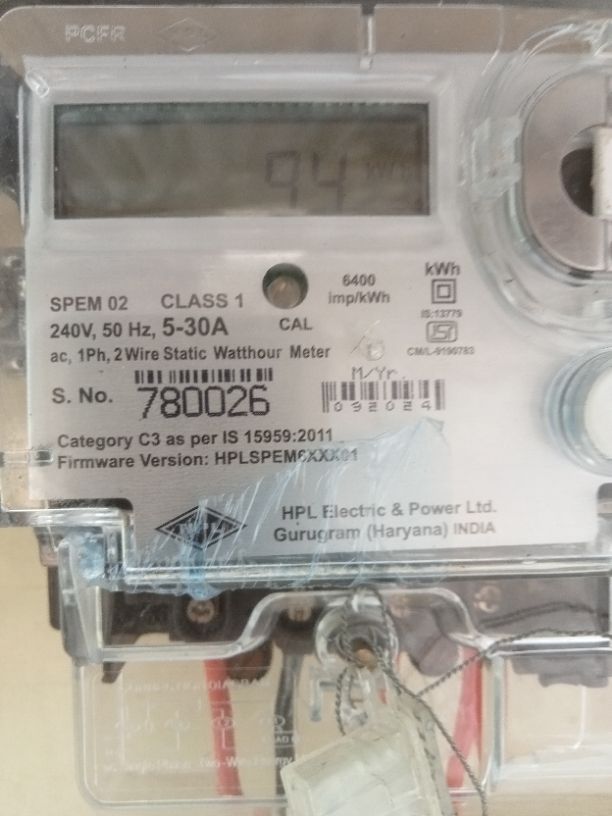 PCFR
94 kWh
SPEM 02 CLASS 1
6400
imp/kWh
kWh
240V, 50 Hz, 5-30A
CAL
IS:13779
CM/L-9190783
ac, 1Ph, 2 Wire Static Watthour Meter
M/Yr.
S. No. 780026
092024
Category C3 as per IS 15959:2011
Firmware Version: HPLSPEM6XXX01
HPL Electric & Power Ltd.
Gurugram (Haryana) INDIA